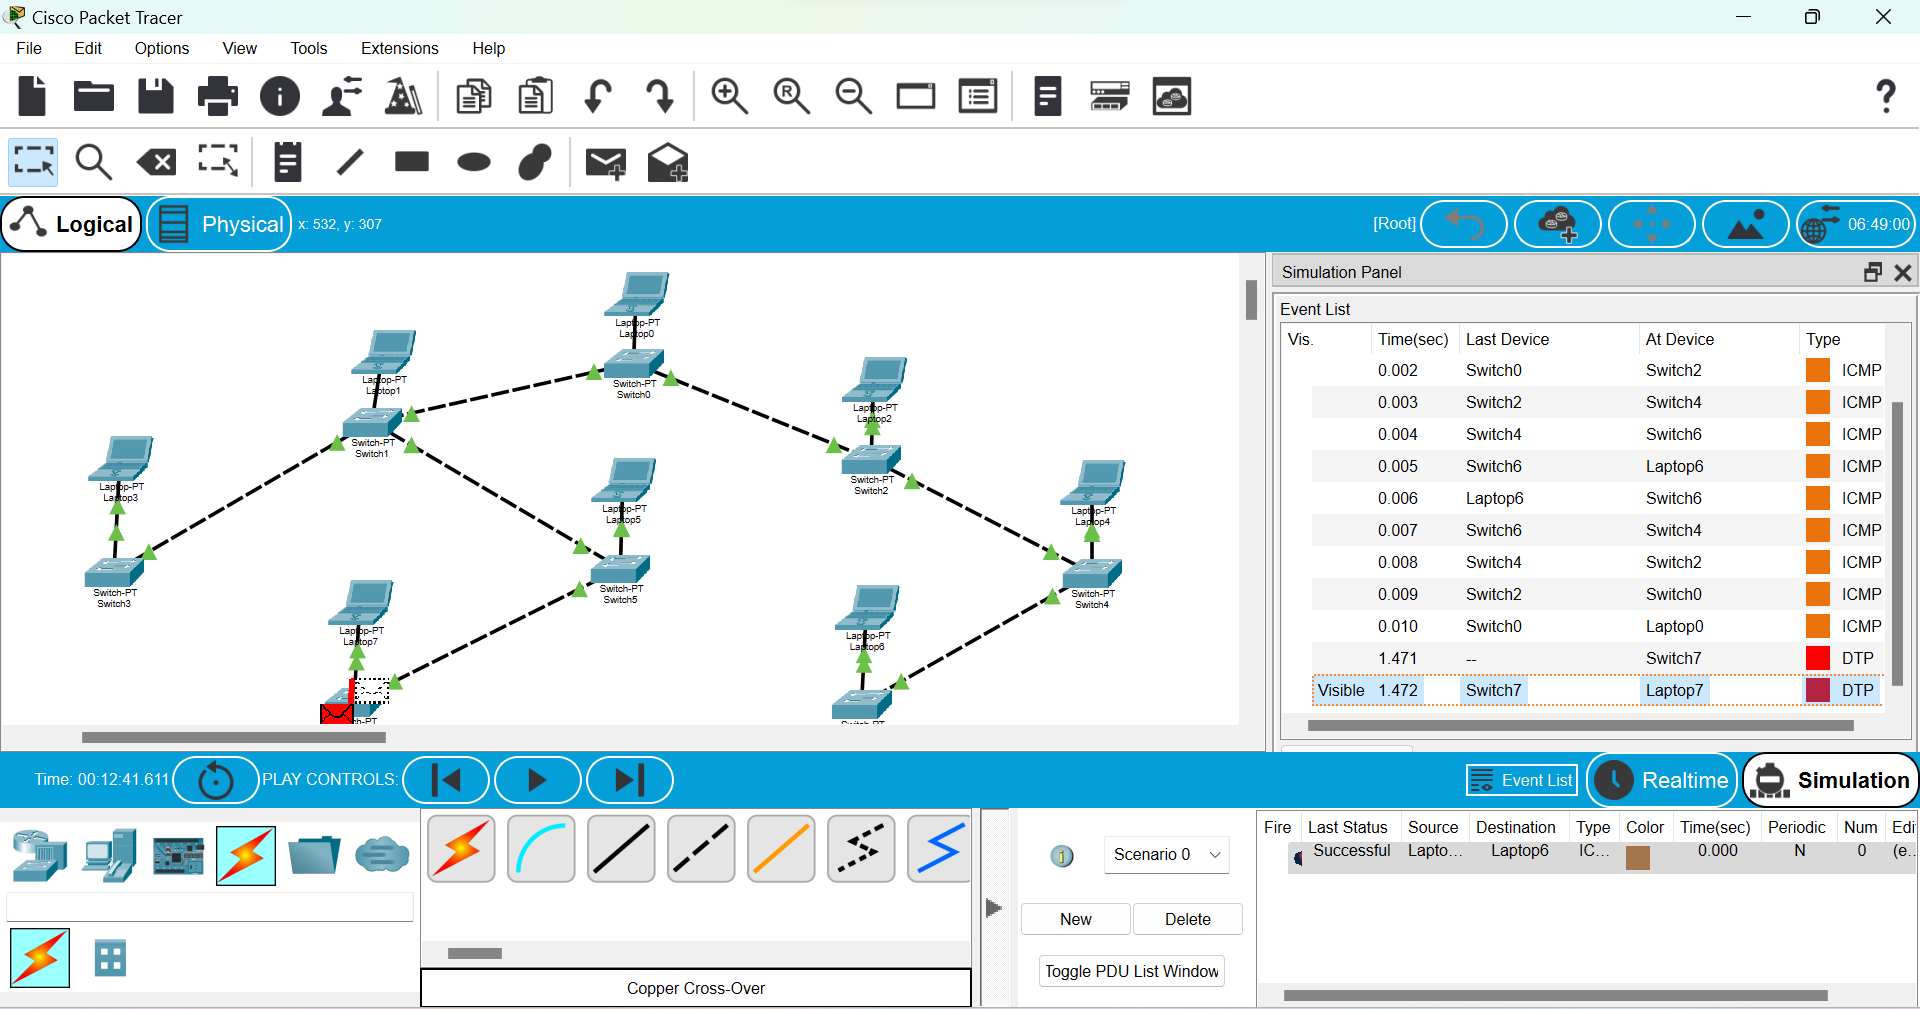 Cisco Packet Tracer
File Edit Options View Tools Extensions Help
Logical Physical x: 532, y: 307 [Root] 06:49:00
Simulation Panel
Event List
Vis. Time(sec) Last Device At Device Type
0.002 Switch0 Switch2 ICMP
0.003 Switch2 Switch4 ICMP
0.004 Switch4 Switch6 ICMP
0.005 Switch6 Laptop6 ICMP
0.006 Laptop6 Switch6 ICMP
0.007 Switch6 Switch4 ICMP
0.008 Switch4 Switch2 ICMP
0.009 Switch2 Switch0 ICMP
0.010 Switch0 Laptop0 ICMP
1.471 -- Switch7 DTP
Visible 1.472 Switch7 Laptop7 DTP
Laptop-PT
Laptop0
Switch-PT
Switch0
Laptop-PT
Laptop1
Switch-PT
Switch1
Laptop-PT
Laptop2
Switch-PT
Switch2
Laptop-PT
Laptop3
Switch-PT
Switch3
Laptop-PT
Laptop5
Switch-PT
Switch5
Laptop-PT
Laptop4
Switch-PT
Switch4
Laptop-PT
Laptop7
Laptop-PT
Laptop6
Time: 00:12:41.611 PLAY CONTROLS: Event List Realtime Simulation
Copper Cross-Over
Scenario 0
New Delete
Toggle PDU List Window
Fire Last Status Source Destination Type Color Time(sec) Periodic Num Edi
Successful Lapto... Laptop6 IC... 0.000 N 0 (e..